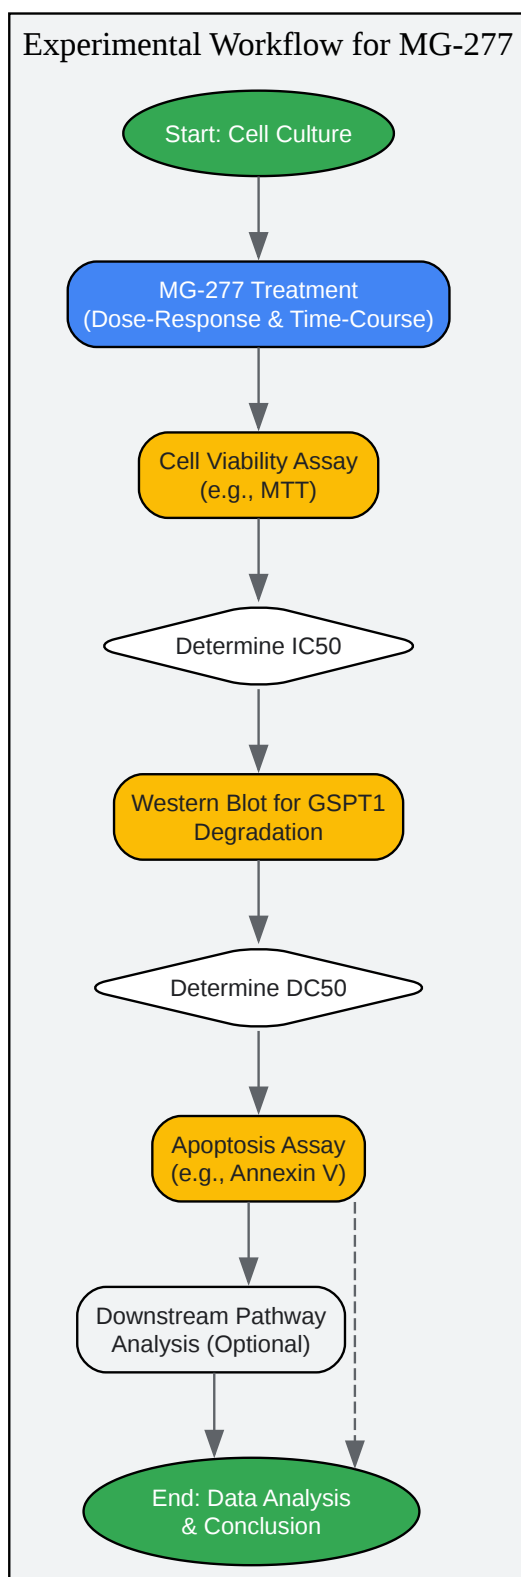 Experimental Workflow for MG-277
Start: Cell Culture
MG-277 Treatment
(Dose-Response & Time-Course)
Cell Viability Assay
(e.g., MTT)
Determine IC50
Western Blot for GSPT1
Degradation
Determine DC50
Apoptosis Assay
(e.g., Annexin V)
Downstream Pathway
Analysis (Optional)
End: Data Analysis
& Conclusion